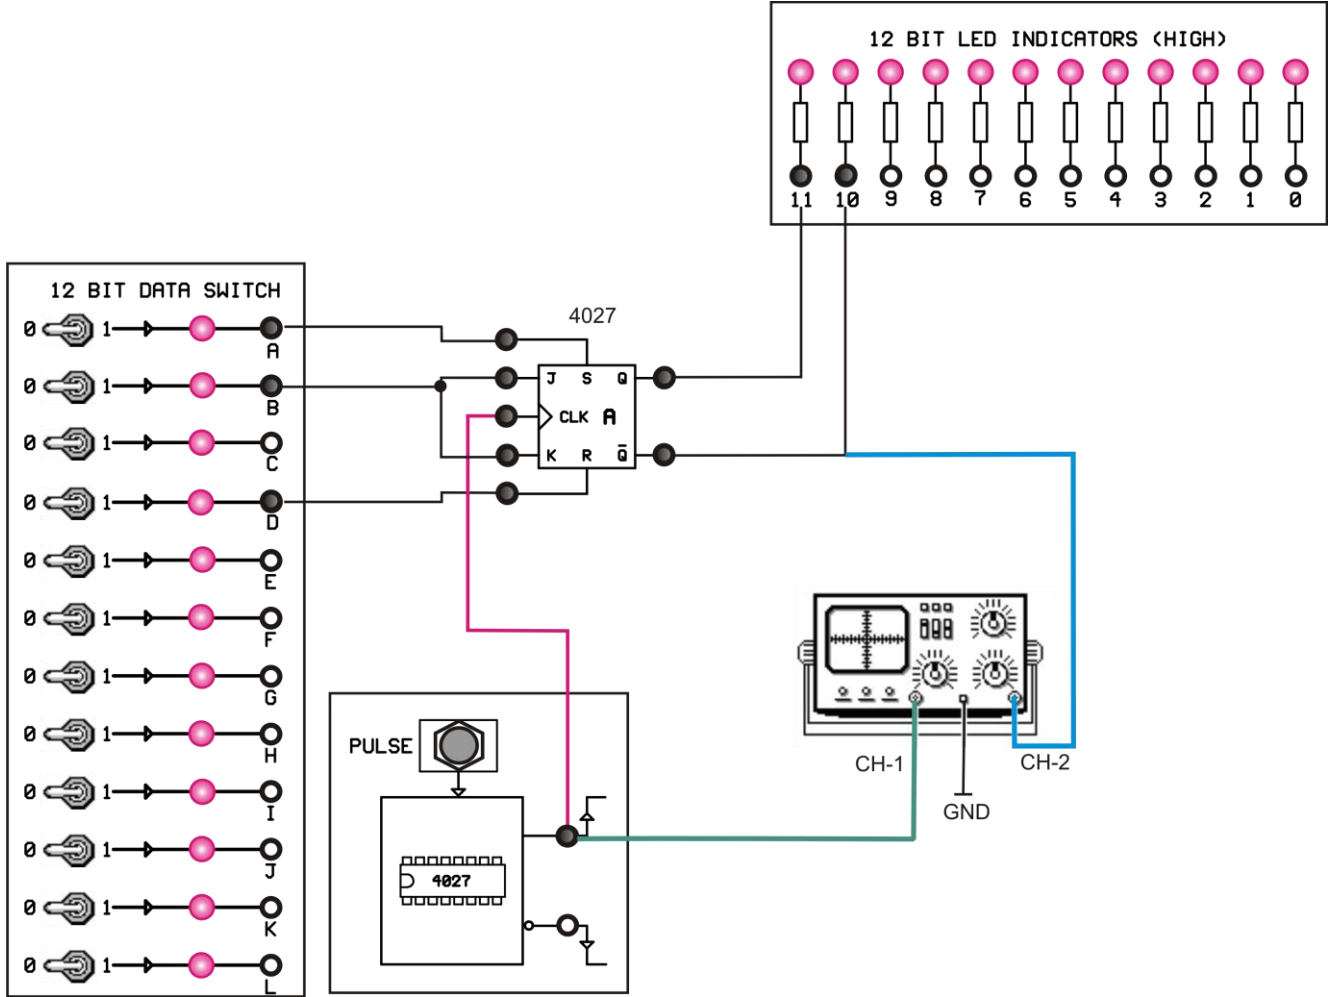 12 BIT LED INDICATORS (HIGH)
11 10 9 8 7 6 5 4 3 2 1 0
12 BIT DATA SWITCH
0 1 A
0 1 B
0 1 C
0 1 D
0 1 E
0 1 F
0 1 G
0 1 H
0 1 I
0 1 J
0 1 K
0 1 L
4027
J S Q
CLK A
K R Q̅
PULSE
4027
CH-1
GND
CH-2